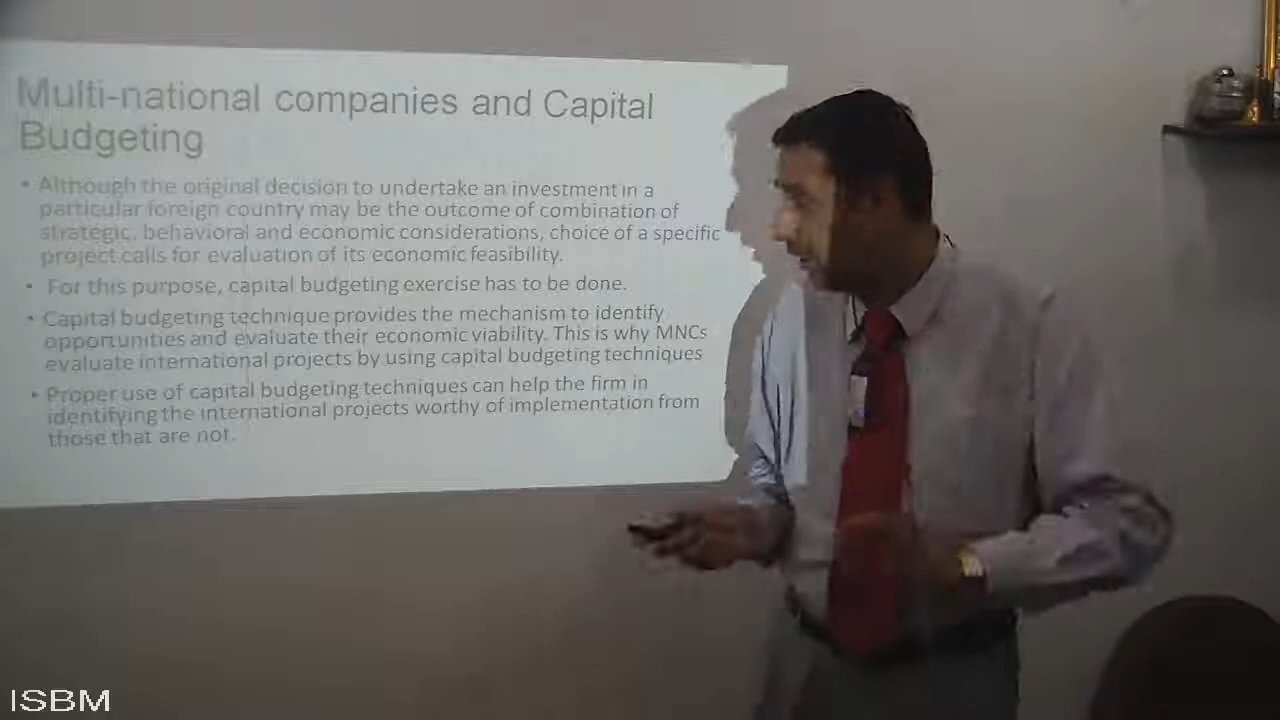 Multi-national companies and Capital
Budgeting
• Although the original decision to undertake an investment in a
particular foreign country may be the outcome of combination of
strategic, behavioral and economic considerations, choice of a specific
project calls for evaluation of its economic feasibility.
• For this purpose, capital budgeting exercise has to be done.
• Capital budgeting technique provides the mechanism to identify
opportunities and evaluate their economic viability. This is why MNCs
evaluate international projects by using capital budgeting techniques
• Proper use of capital budgeting techniques can help the firm in
identifying the international projects worthy of implementation from
those that are not.
ISBM